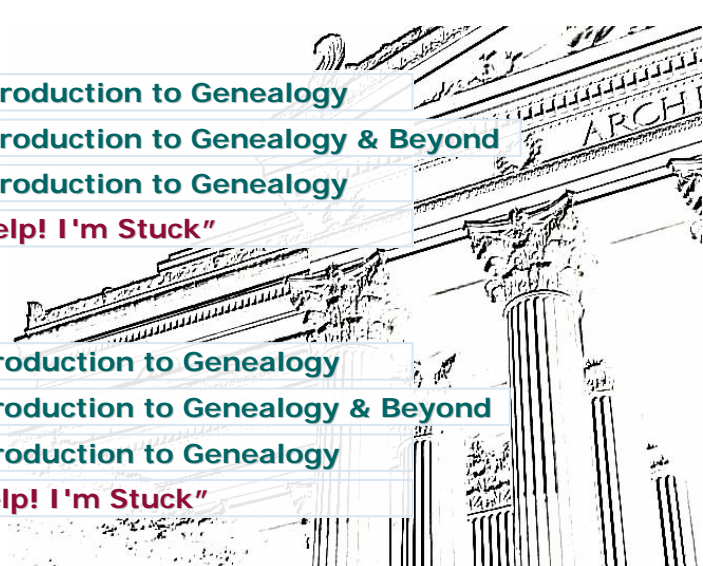 roduction to Genealogy
roduction to Genealogy & Beyond
roduction to Genealogy
elp! I'm Stuck”
roduction to Genealogy
roduction to Genealogy & Beyond
roduction to Genealogy
elp! I'm Stuck”
ARCHI